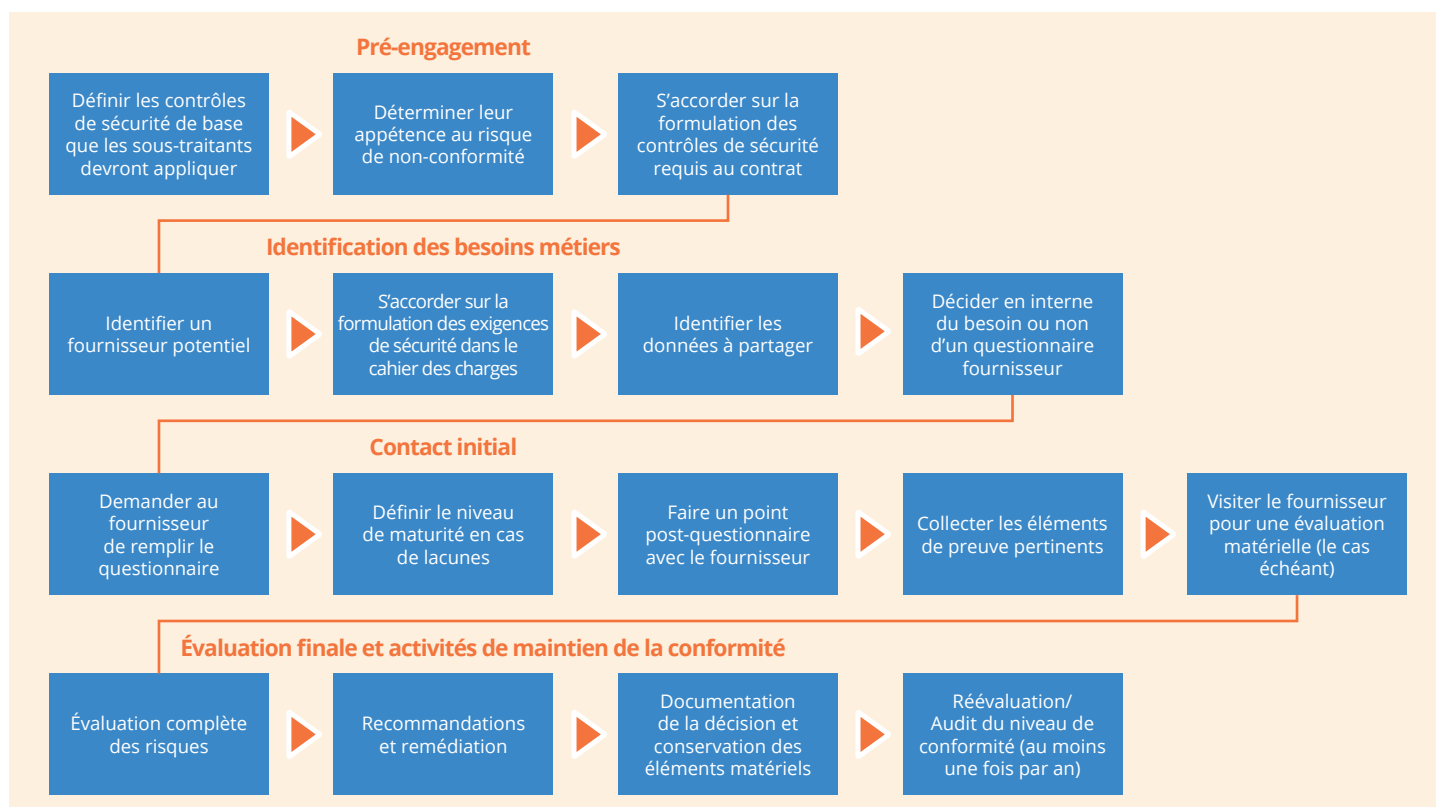 Pré-engagement
Définir les contrôles
de sécurité de base
que les sous-traitants
devront appliquer
Déterminer leur
appétence au risque
de non-conformité
S’accorder sur la
formulation des
contrôles de sécurité
requis au contrat
Identification des besoins métiers
Identifier un
fournisseur potentiel
S’accorder sur la
formulation des exigences
de sécurité dans le
cahier des charges
Identifier les
données à partager
Décider en interne
du besoin ou non
d’un questionnaire
fournisseur
Contact initial
Demander au
fournisseur
de remplir le
questionnaire
Définir le niveau
de maturité en cas
de lacunes
Faire un point
post-questionnaire
avec le fournisseur
Collecter les éléments
de preuve pertinents
Visiter le fournisseur
pour une évaluation
matérielle (le cas
échéant)
Évaluation finale et activités de maintien de la conformité
Évaluation complète
des risques
Recommandations
et remédiation
Documentation
de la décision et
conservation des
éléments matériels
Réévaluation/
Audit du niveau de
conformité (au moins
une fois par an)